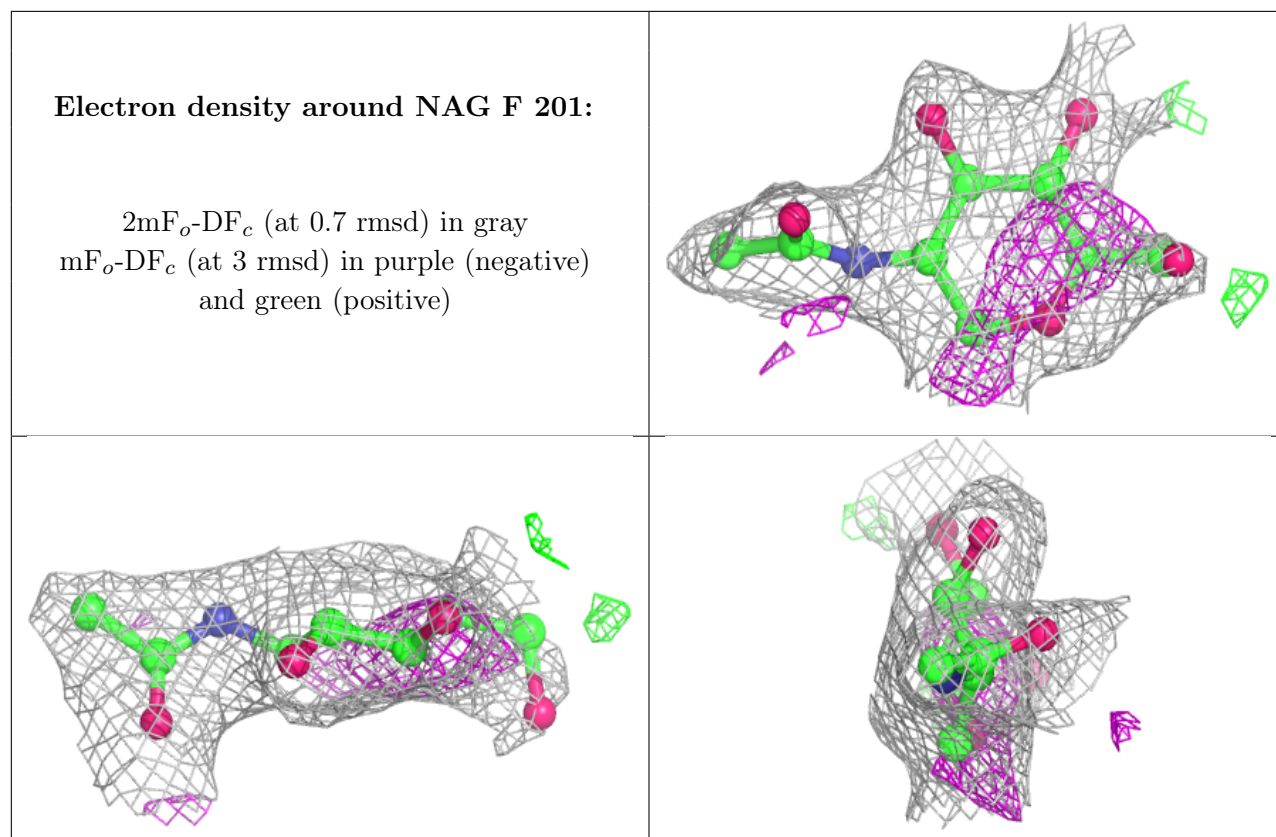 Electron density around NAG F 201:
2mFₒ-DF𝒸 (at 0.7 rmsd) in gray
mFₒ-DF𝒸 (at 3 rmsd) in purple (negative)
and green (positive)